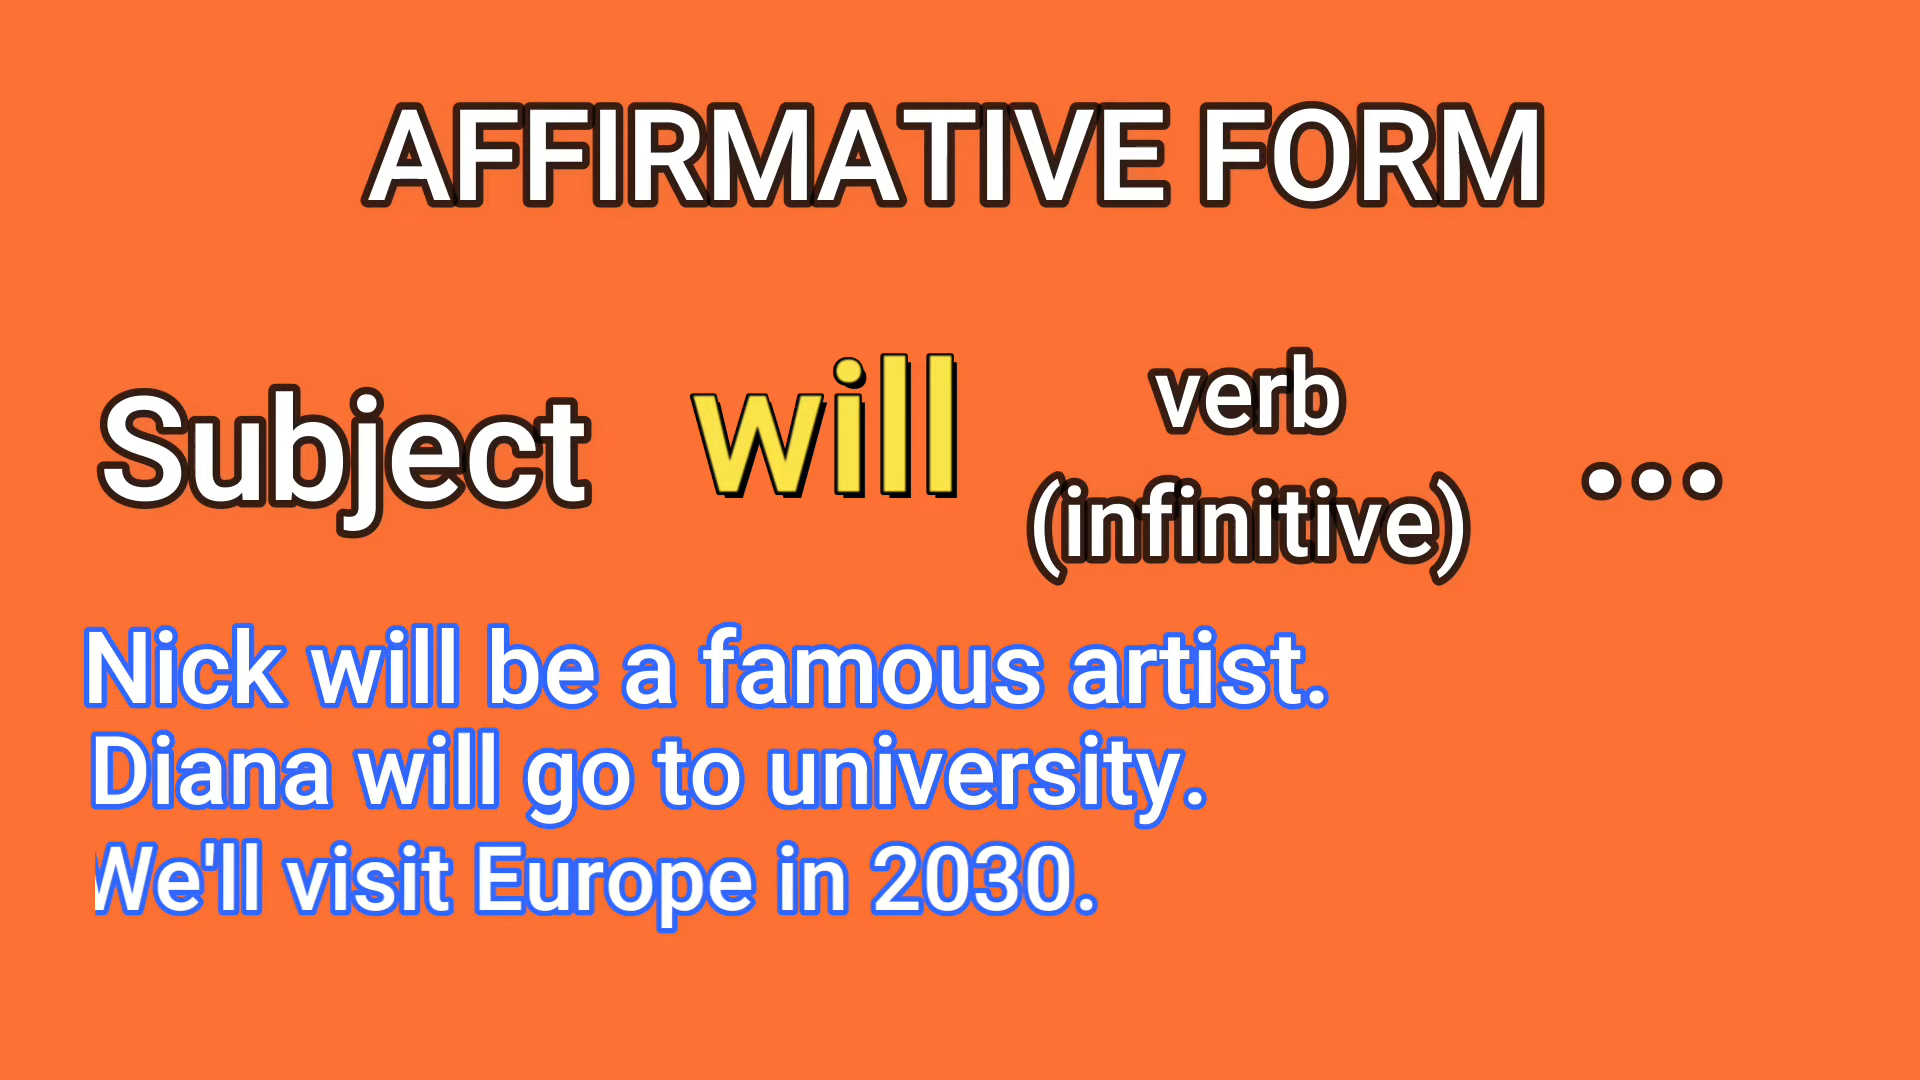 AFFIRMATIVE FORM
Subject will verb (infinitive) ...
Nick will be a famous artist.
Diana will go to university.
We'll visit Europe in 2030.